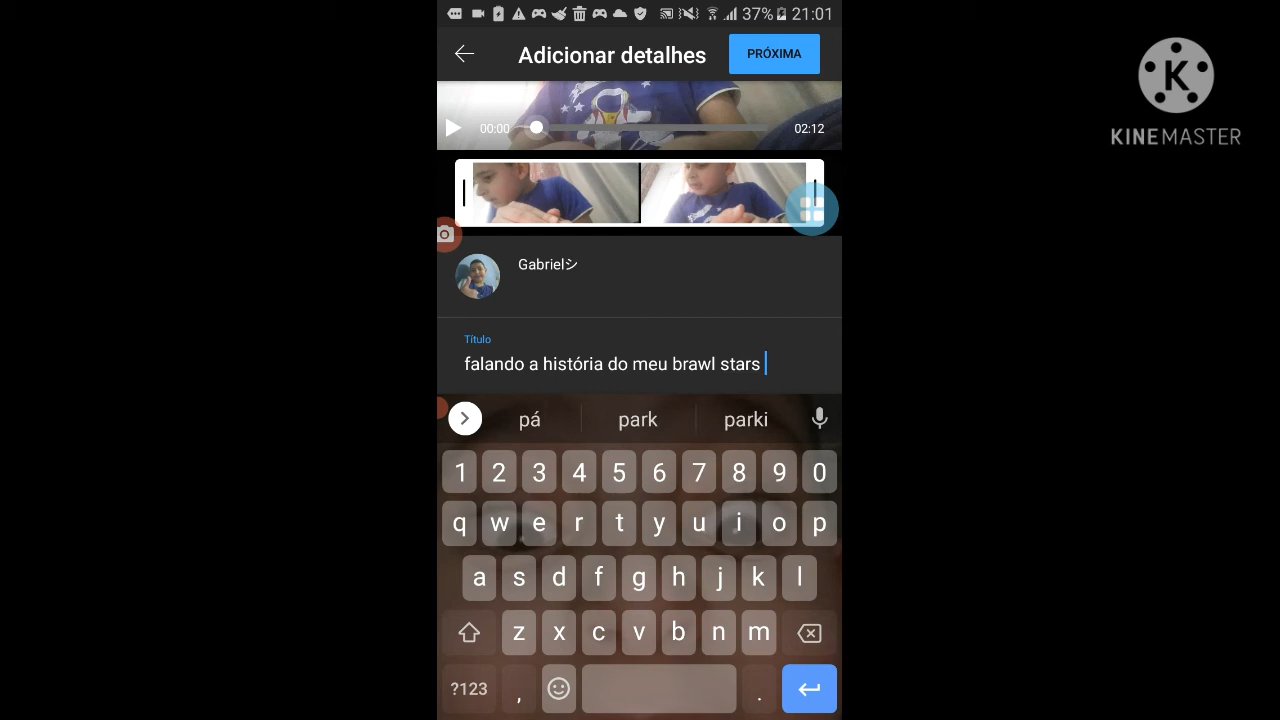 37% 21:01
Adicionar detalhes
PRÓXIMA
KINEMASTER
00:00
02:12
Gabrielシ
Título
falando a história do meu brawl stars
pá park parki
1 2 3 4 5 6 7 8 9 0
q w e r t y u i o p
a s d f g h j k l
z x c v b n m
?123 , .